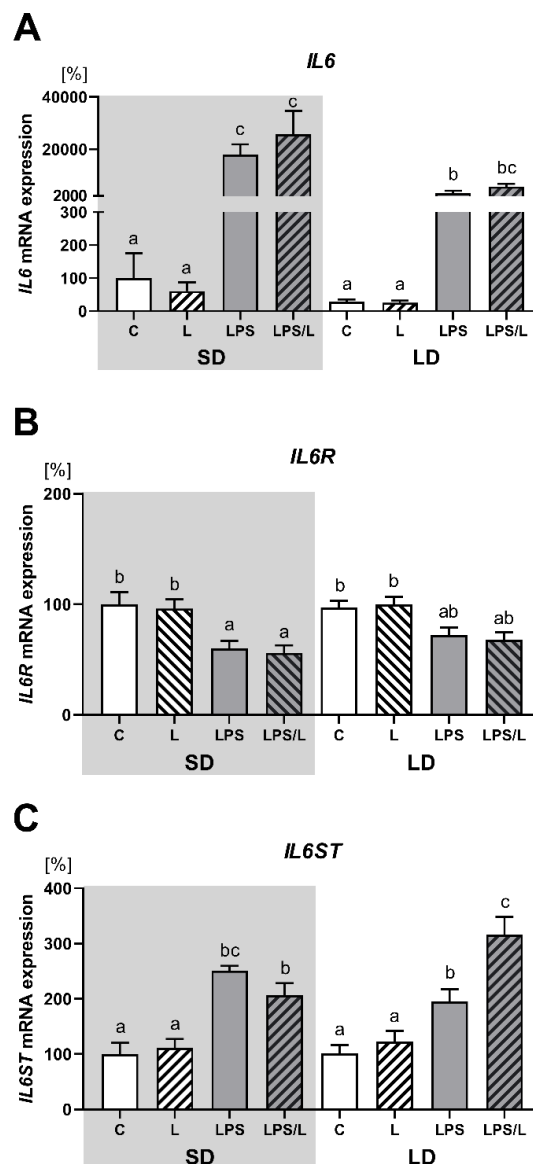 A
IL6
[%]
IL6 mRNA expression
40000
20000
2000
300
200
100
0
c c
b bc
a a a a
C L LPS LPS/L C L LPS LPS/L
SD LD
B
IL6R
[%]
IL6R mRNA expression
200
100
0
b b a a b b ab ab
C L LPS LPS/L C L LPS LPS/L
SD LD
C
IL6ST
[%]
IL6ST mRNA expression
400
300
200
100
0
a a bc b a a b c
C L LPS LPS/L C L LPS LPS/L
SD LD